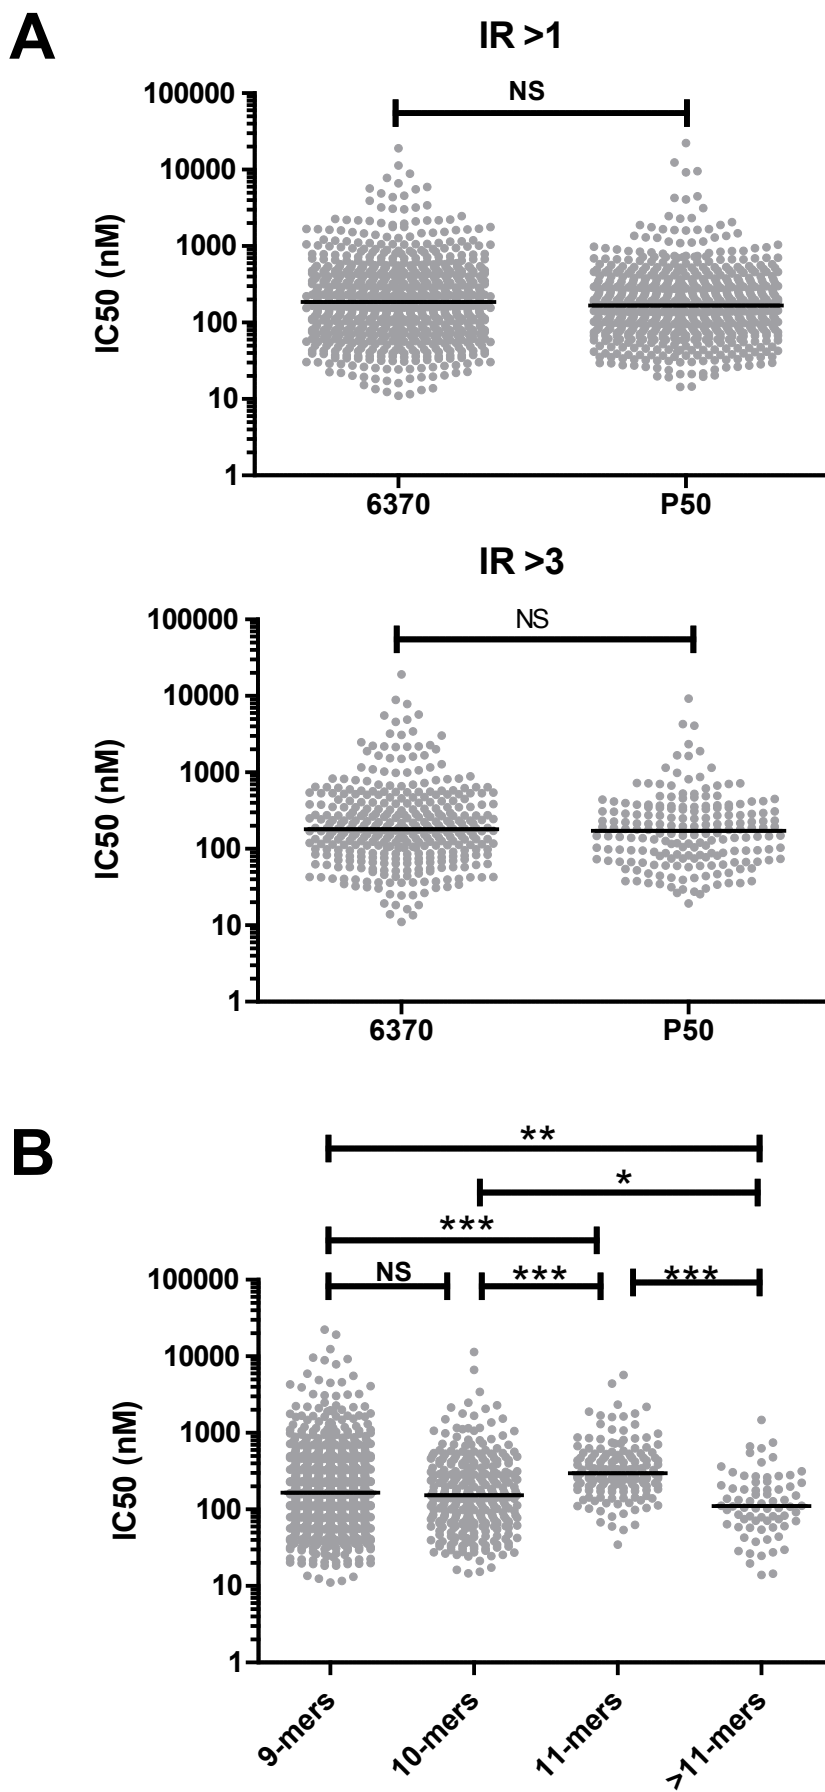 A
IR >1
NS
100000
10000
1000
100
10
1
IC50 (nM)
6370 P50
IR >3
NS
100000
10000
1000
100
10
1
IC50 (nM)
6370 P50
B
**
*
***
NS *** ***
100000
10000
1000
100
10
1
IC50 (nM)
9-mers 10-mers 11-mers >11-mers